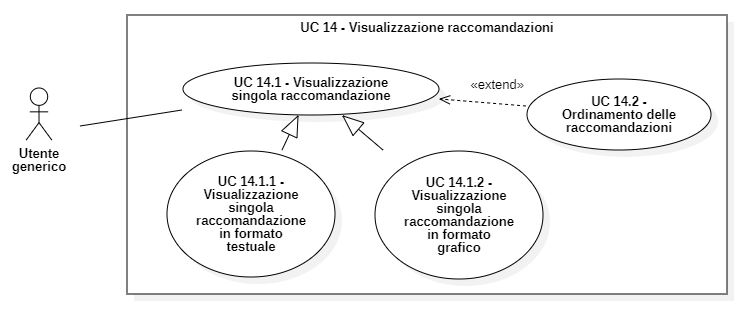 UC 14 - Visualizzazione raccomandazioni
UC 14.1 - Visualizzazione
singola raccomandazione
«extend»
UC 14.2 -
Ordinamento delle
raccomandazioni
Utente
generico
UC 14.1.1 -
Visualizzazione
singola
raccomandazione
in formato
testuale
UC 14.1.2 -
Visualizzazione
singola
raccomandazione
in formato
grafico